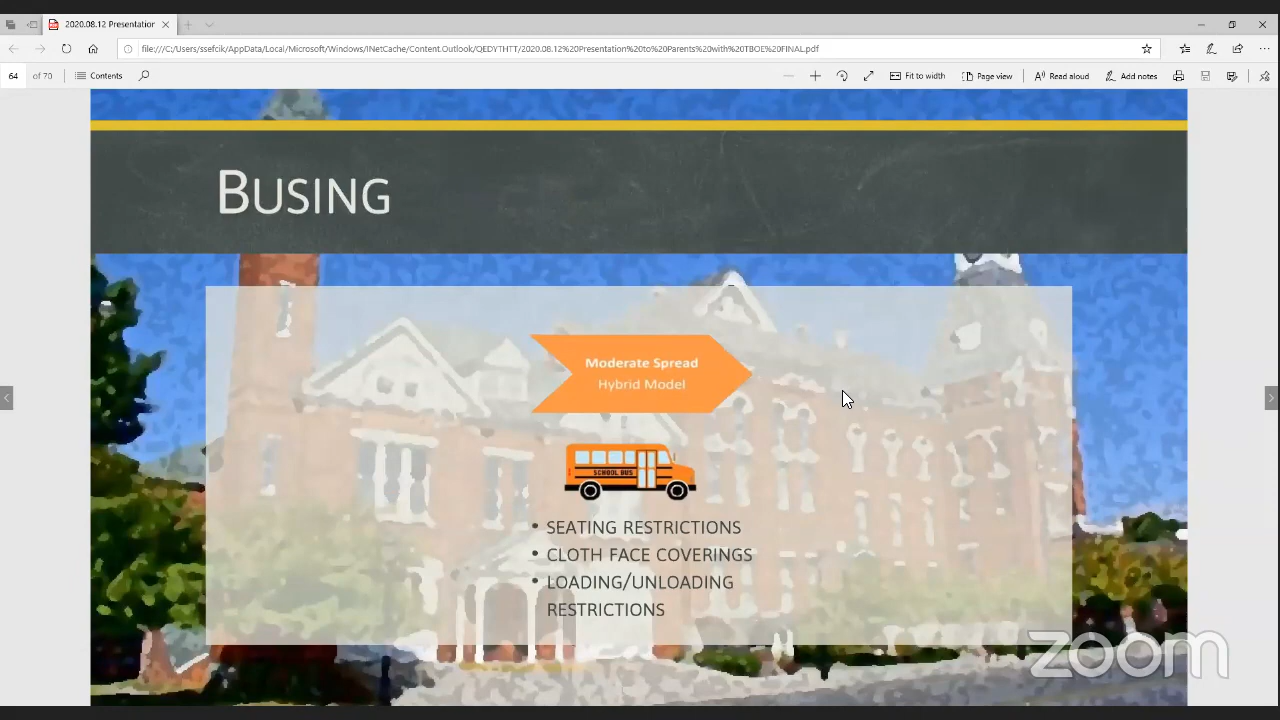 2020.08.12 Presentation
file:///C:/Users/ssefcik/AppData/Local/Microsoft/Windows/INetCache/Content.Outlook/QEDYTHTT/2020.08.12%20Presentation%20to%20Parents%20with%20TBOE%20FINAL.pdf
64 of 70 Contents Fit to width Page view Read aloud Add notes
BUSING
Moderate Spread
Hybrid Model
SCHOOL BUS
• SEATING RESTRICTIONS
• CLOTH FACE COVERINGS
• LOADING/UNLOADING
RESTRICTIONS
zoom